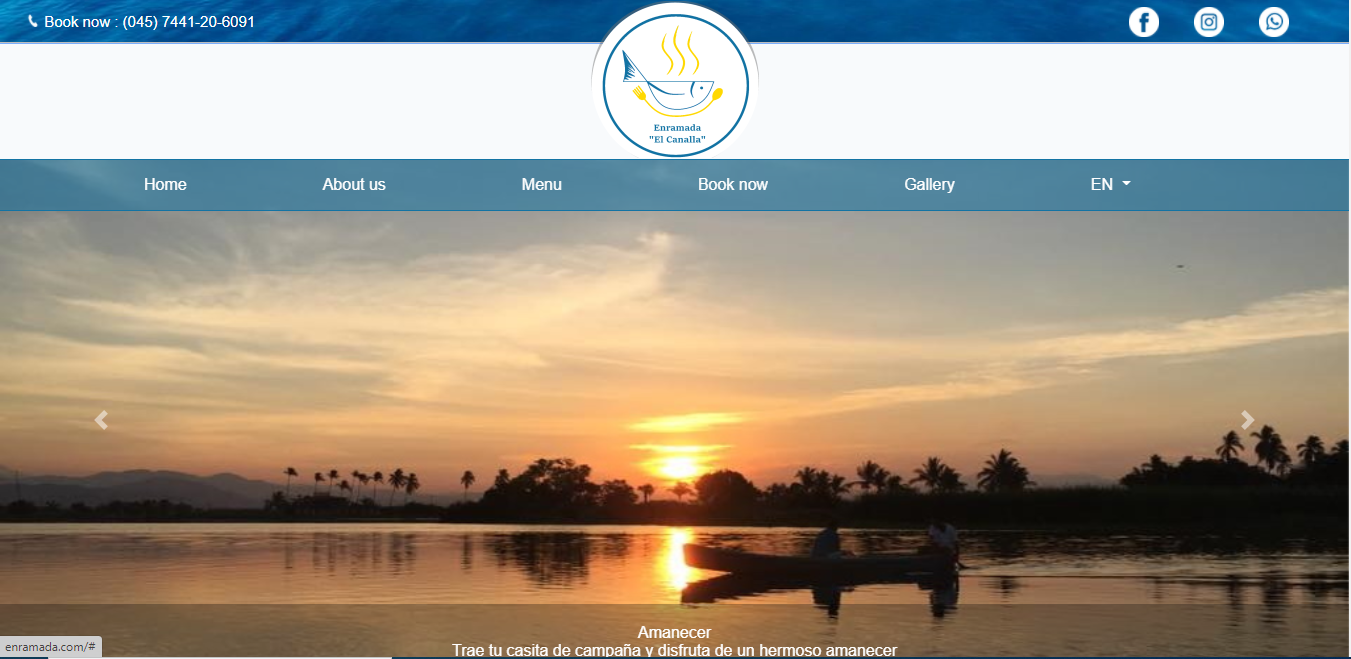 Book now : (045) 7441-20-6091
Enramada
"El Canalla"
Home About us Menu Book now Gallery EN
Amanecer
Trae tu casita de campaña y disfruta de un hermoso amanecer
enramada.com/#